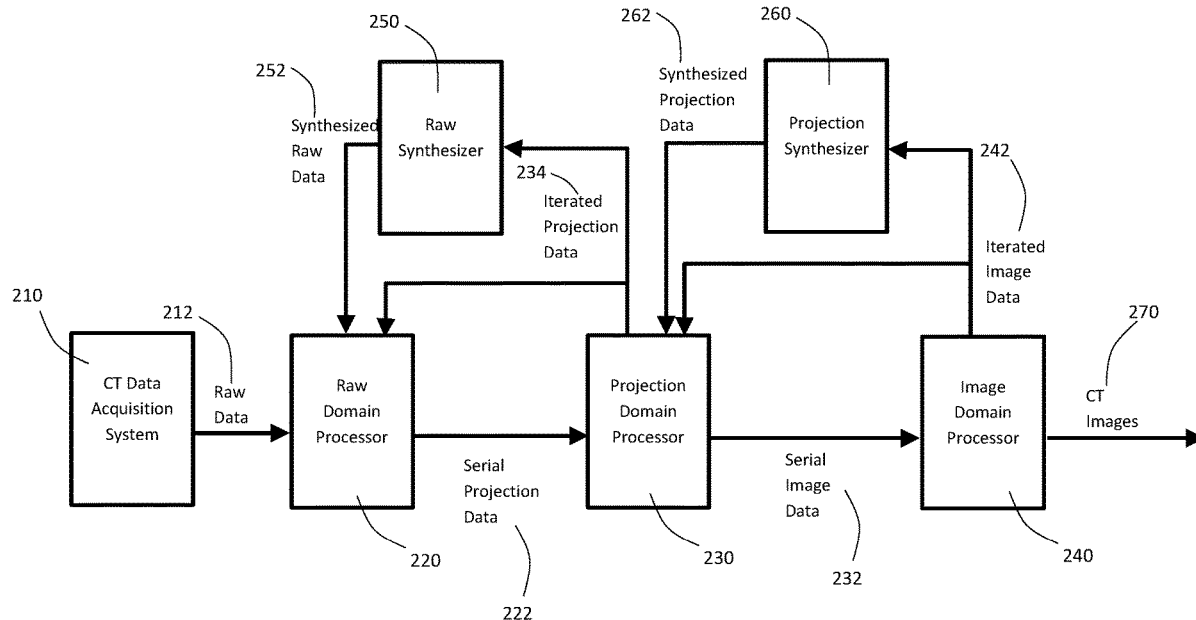 250
262
260
252
Synthesized
Raw
Data
Raw
Synthesizer
Synthesized
Projection
Data
Projection
Synthesizer
234
Iterated
Projection
Data
242
Iterated
Image
Data
210
212
270
CT Data
Acquisition
System
Raw
Data
Raw
Domain
Processor
Projection
Domain
Processor
Image
Domain
Processor
CT
Images
Serial
Projection
Data
Serial
Image
Data
220
222
230
232
240